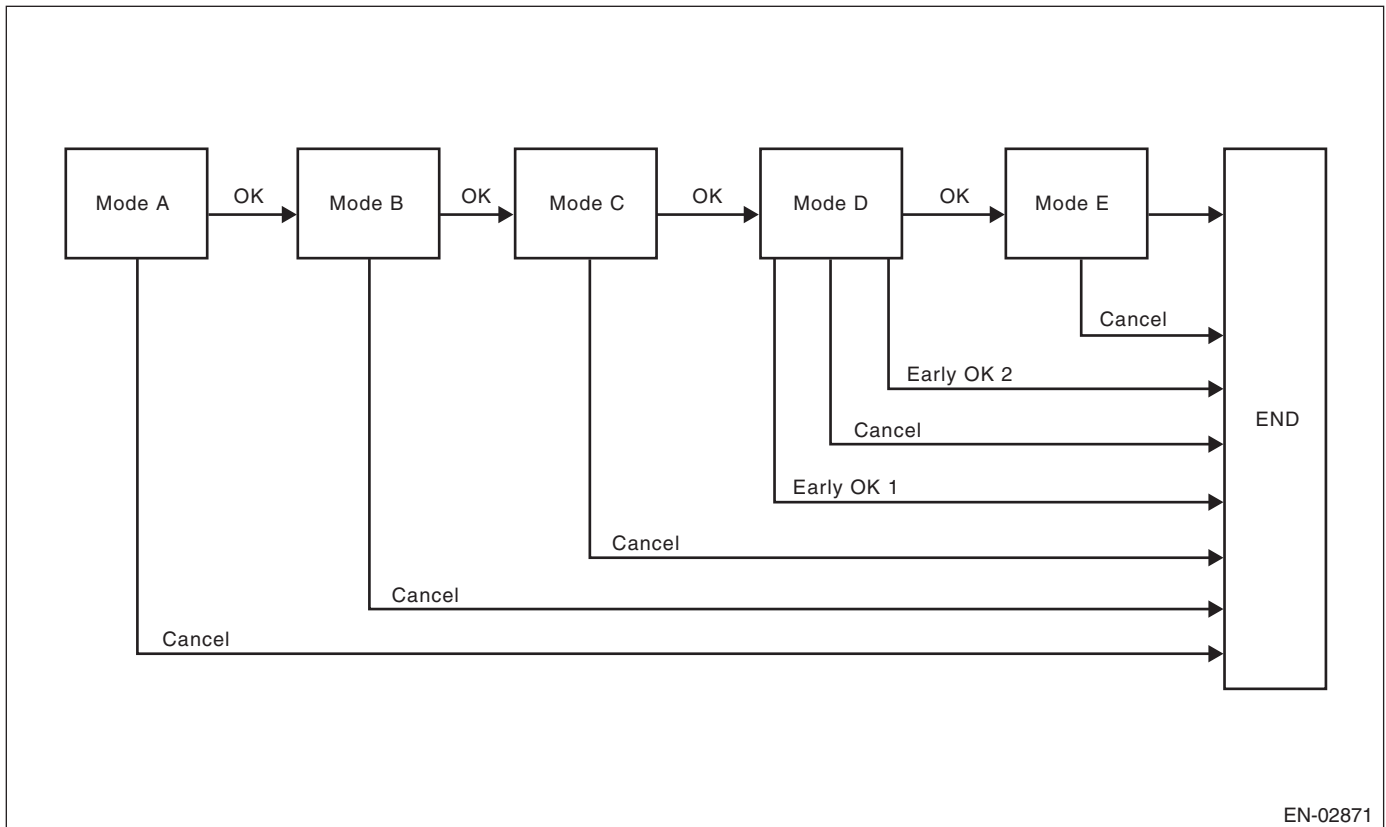 Mode A
OK
Mode B
OK
Mode C
OK
Mode D
OK
Mode E
Cancel
Early OK 2
Cancel
END
Early OK 1
Cancel
Cancel
Cancel
EN-02871